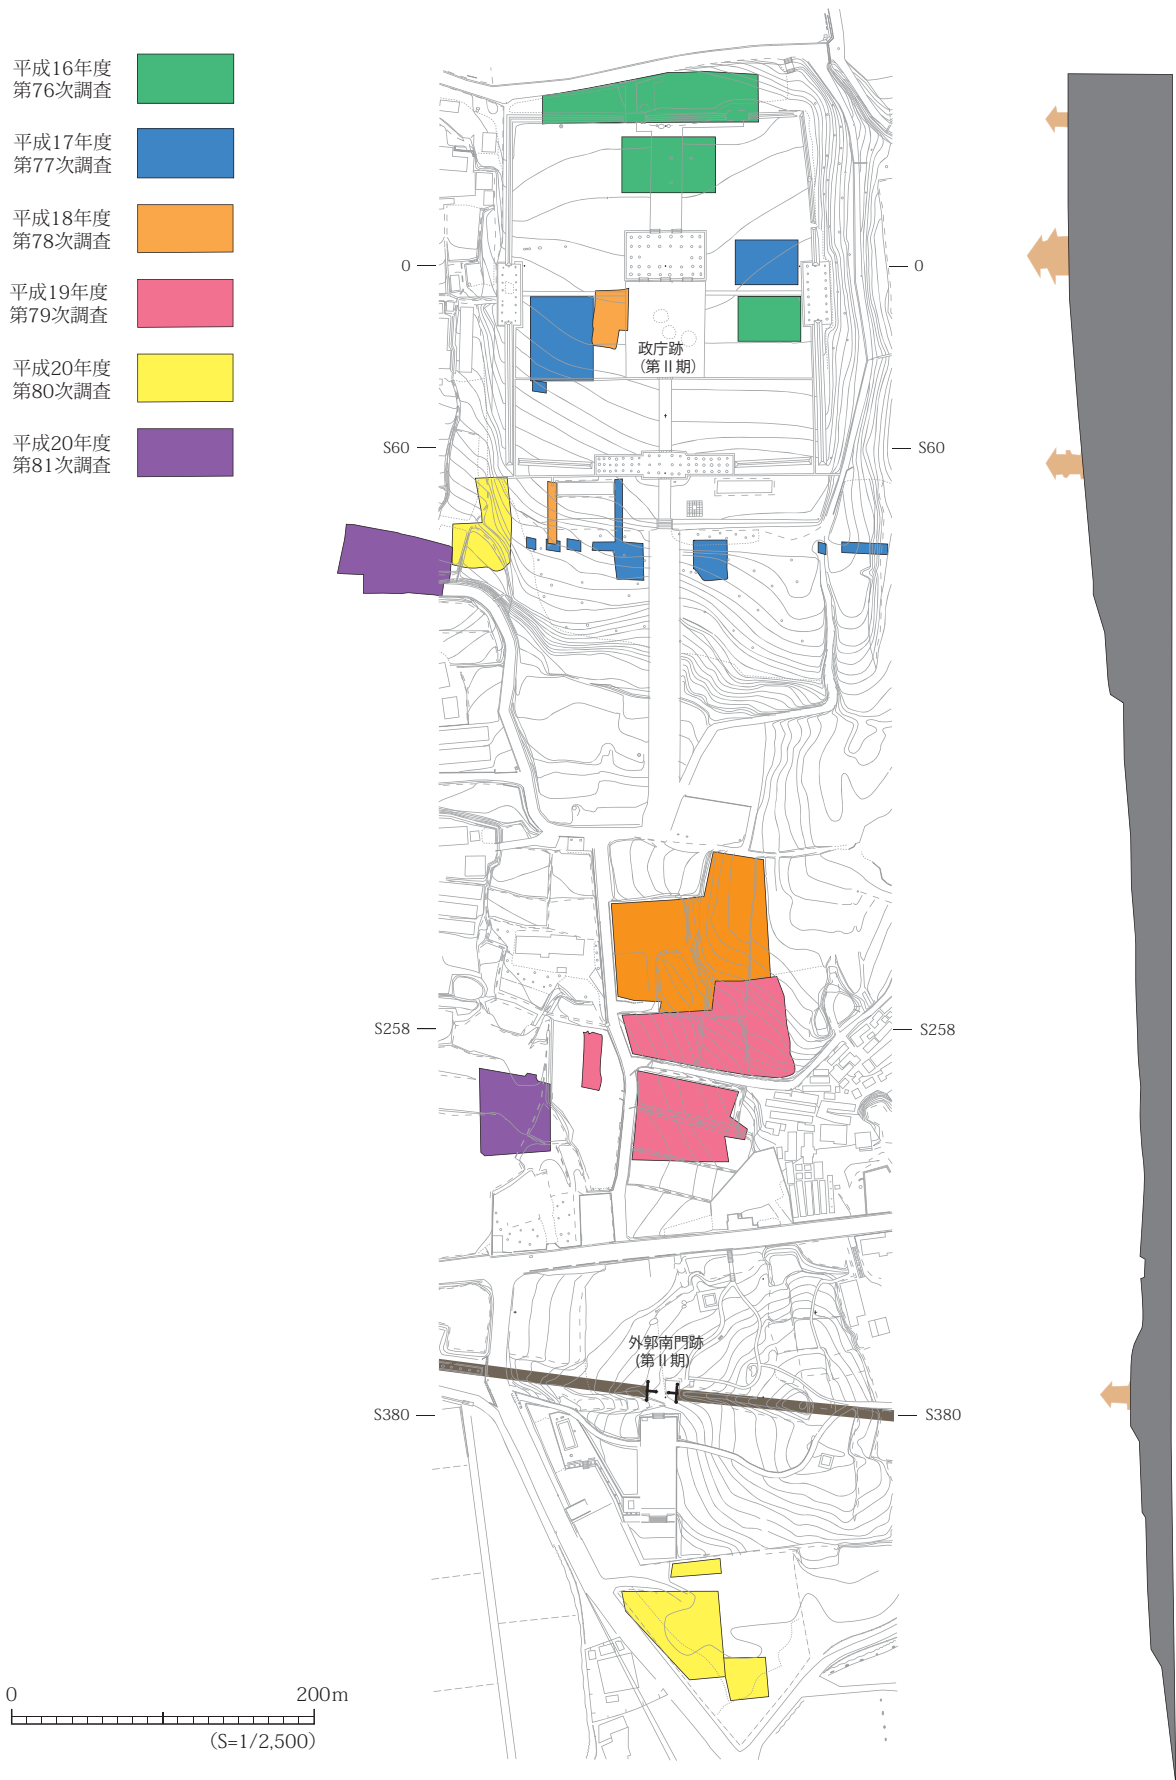 平成16年度
第76次調査
平成17年度
第77次調査
平成18年度
第78次調査
平成19年度
第79次調査
平成20年度
第80次調査
平成20年度
第81次調査
0
0
政庁跡
(第Ⅱ期)
S60
S60
S258
S258
外郭南門跡
(第Ⅱ期)
S380
S380
0
200m
(S=1/2,500)